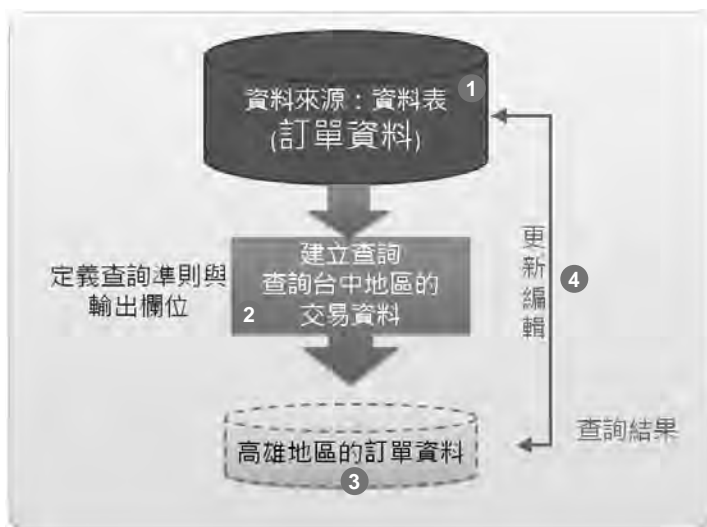 資料來源：資料表 1
(訂單資料)
定義查詢準則與
輸出欄位
建立查詢
查詢台中地區的
交易資料
2
更新編輯
4
查詢結果
高雄地區的訂單資料
3